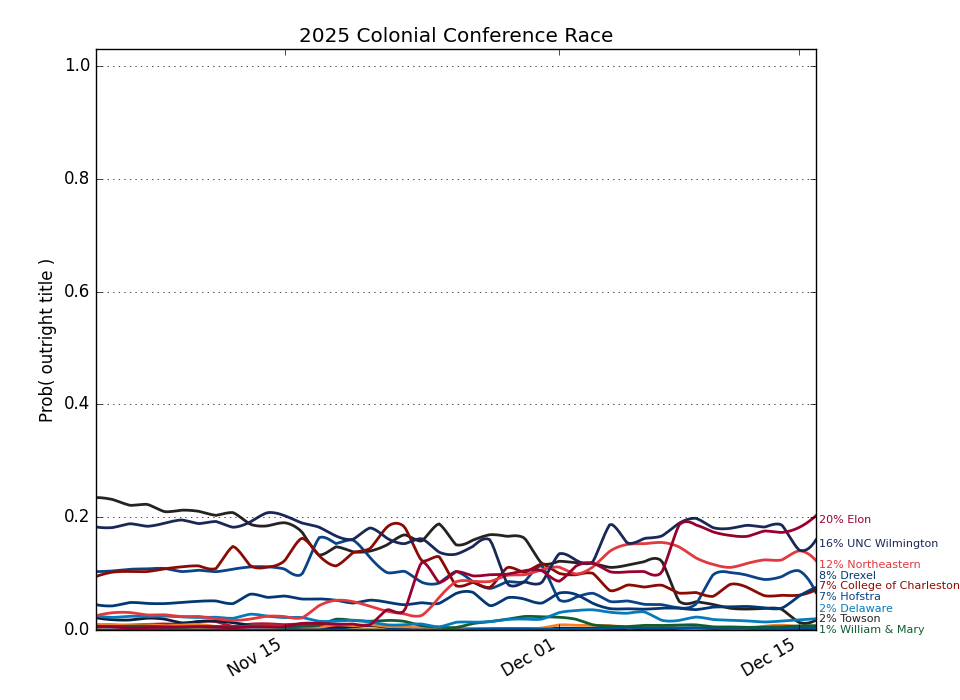 2025 Colonial Conference Race
Prob( outright title )
1.0
0.8
0.6
0.4
0.2
0.0
Nov 15
Dec 01
Dec 15
20% Elon
16% UNC Wilmington
12% Northeastern
8% Drexel
7% College of Charleston
7% Hofstra
2% Delaware
2% Towson
1% William & Mary